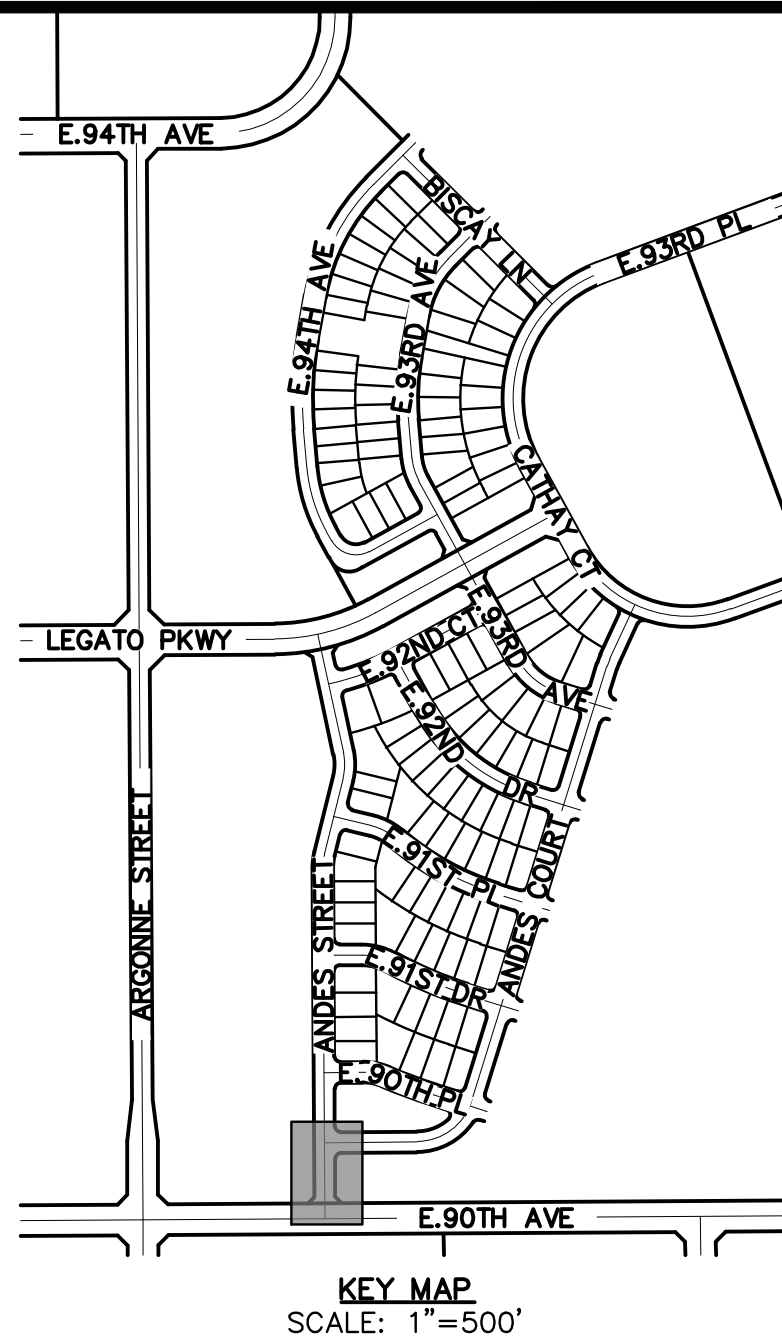 E.94TH AVE
BISCAY LN
E.93RD PL
E.94TH AVE
E.93RD AVE
CATHAY CT
LEGATO PKWY
E.92ND CT
E.93RD AVE
E.92ND DR
ARGONNE STREET
ANDES STREET
E.91ST PL
ANDES COURT
E.91ST DR
E. 90TH PL
E.90TH AVE
KEY MAP
SCALE: 1"=500'